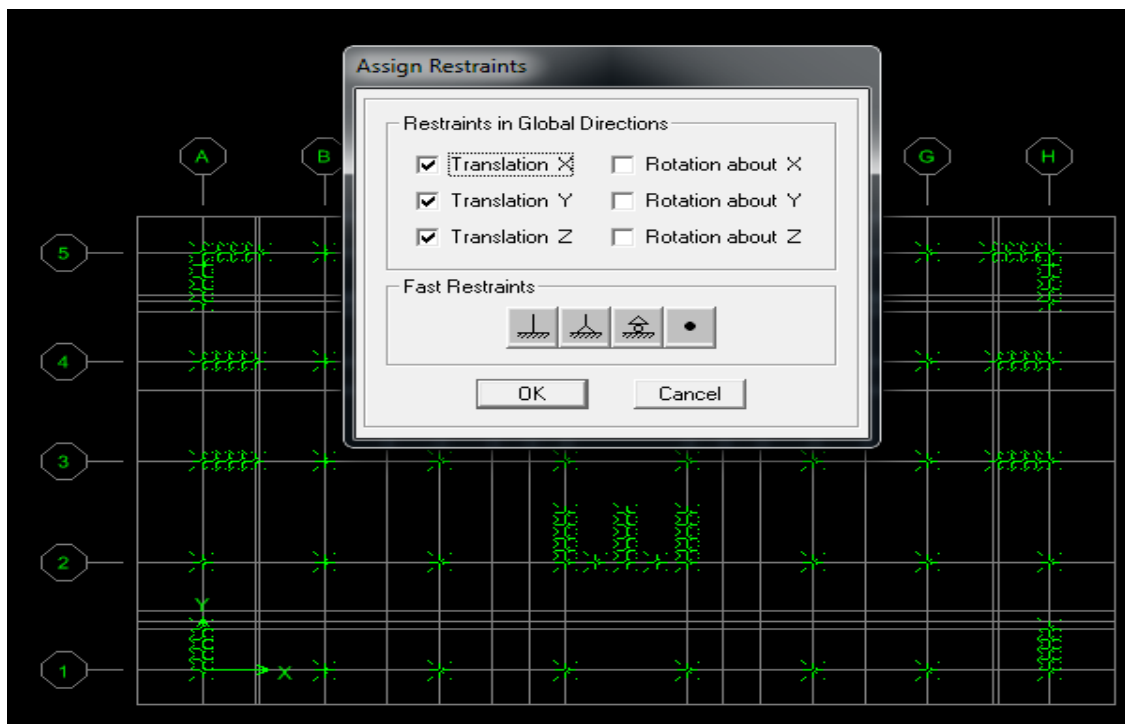 Assign Restraints
Restraints in Global Directions
Translation X Rotation about X
Translation Y Rotation about Y
Translation Z Rotation about Z
Fast Restraints
OK Cancel
A B G H
5
4
3
2
Y
1 X